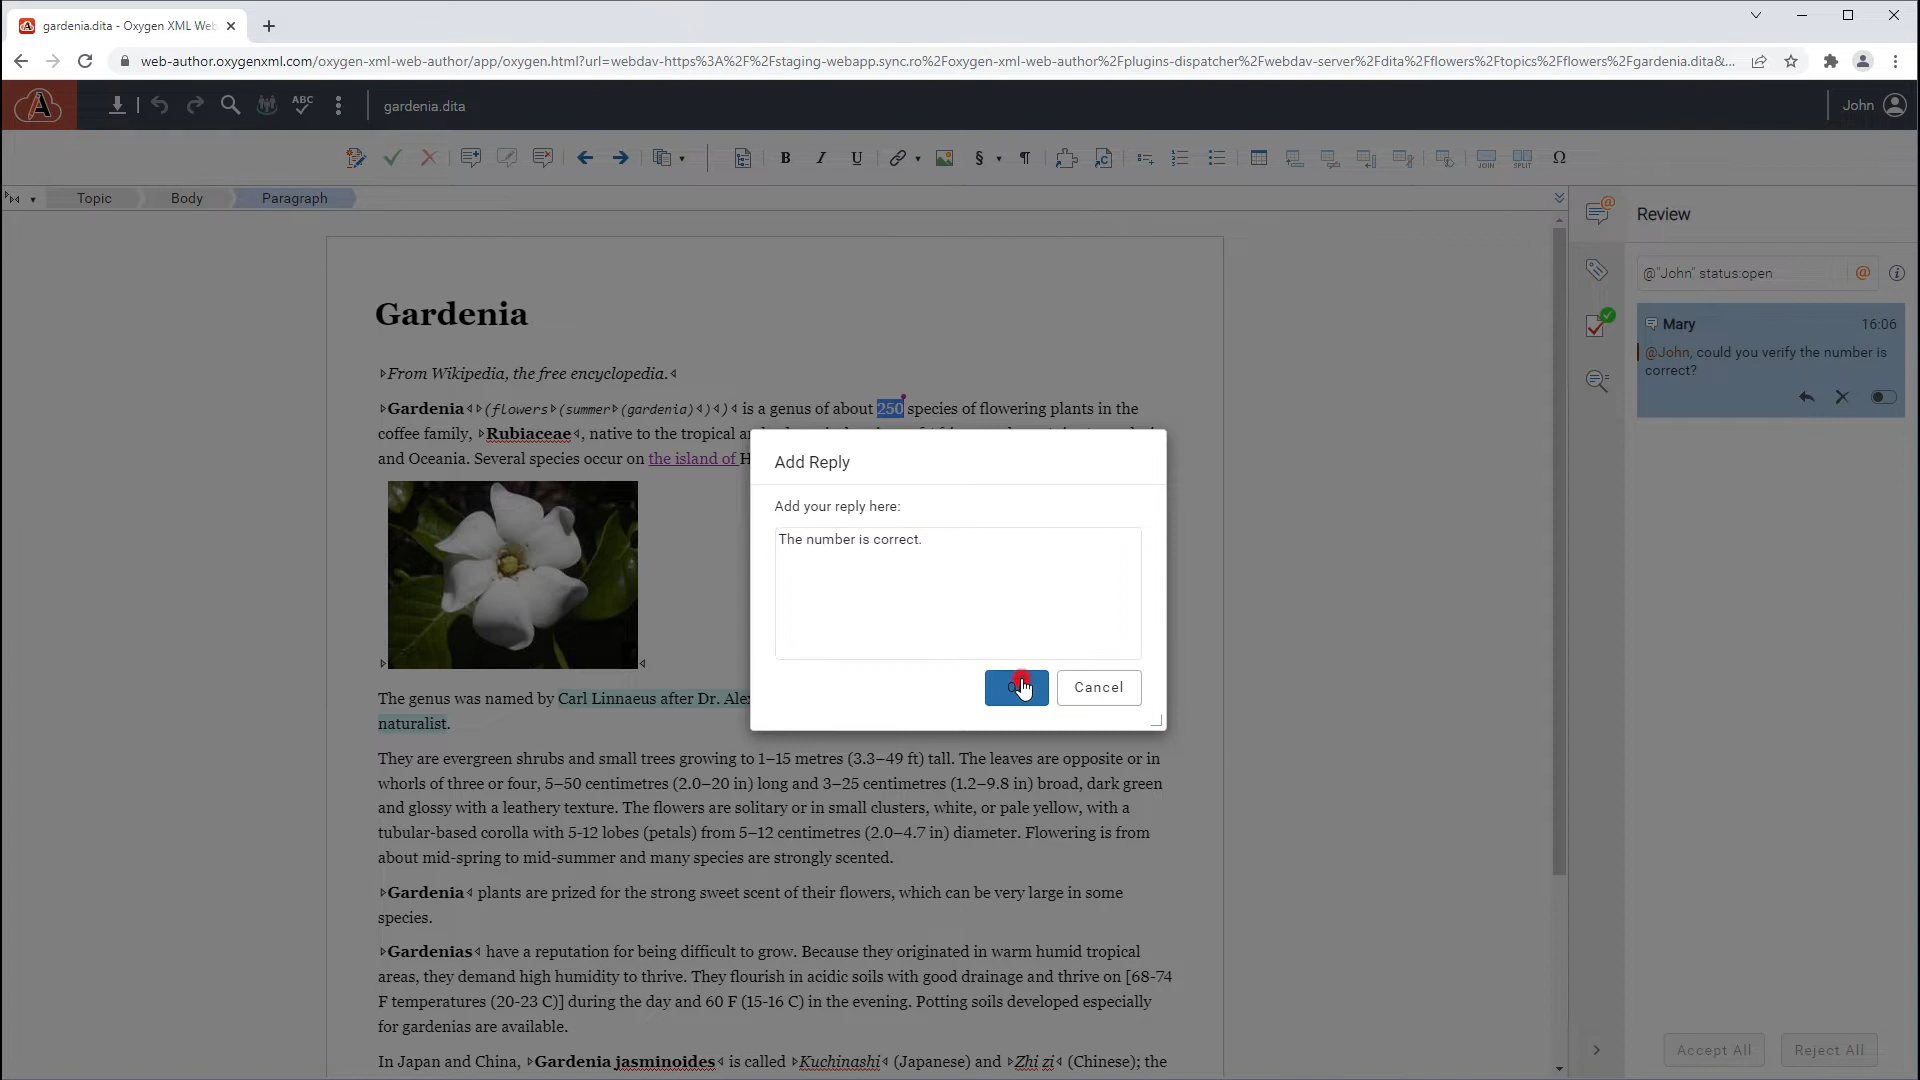 gardenia.dita - Oxygen XML Web
web-author.oxygenxml.com/oxygen-xml-web-author/app/oxygen.html?url=webdav-https%3A%2F%2Fstaging-webapp.sync.ro%2Foxygen-xml-web-author%2Fplugins-dispatcher%2Fwebdav-server%2Fdita%2Fflowers%2Ftopics%2Fflowers%2Fgardenia.dita&...
ABC gardenia.dita John
B I U § ¶ JOIN SPLIT Ω
Topic Body Paragraph
Review
@"John" status:open @
Mary 16:06
@John, could you verify the number is
correct?
Gardenia
From Wikipedia, the free encyclopedia.
Gardenia (flowers (summer (gardenia))) is a genus of about 250 species of flowering plants in the
coffee family, Rubiaceae, native to the tropical
and Oceania. Several species occur on the island of
Add Reply
Add your reply here:
The number is correct.
Cancel
The genus was named by Carl Linnaeus after Dr.
naturalist.
They are evergreen shrubs and small trees growing to 1–15 metres (3.3–49 ft) tall. The leaves are opposite or in
whorls of three or four, 5–50 centimetres (2.0–20 in) long and 3–25 centimetres (1.2–9.8 in) broad, dark green
and glossy with a leathery texture. The flowers are solitary or in small clusters, white, or pale yellow, with a
tubular-based corolla with 5-12 lobes (petals) from 5–12 centimetres (2.0–4.7 in) diameter. Flowering is from
about mid-spring to mid-summer and many species are strongly scented.
Gardenia plants are prized for the strong sweet scent of their flowers, which can be very large in some
species.
Gardenias have a reputation for being difficult to grow. Because they originated in warm humid tropical
areas, they demand high humidity to thrive. They flourish in acidic soils with good drainage and thrive on [68-74
F temperatures (20-23 C)] during the day and 60 F (15-16 C) in the evening. Potting soils developed especially
for gardenias are available.
In Japan and China, Gardenia jasminoides is called Kuchinashi (Japanese) and Zhi zi (Chinese); the
Accept All Reject All